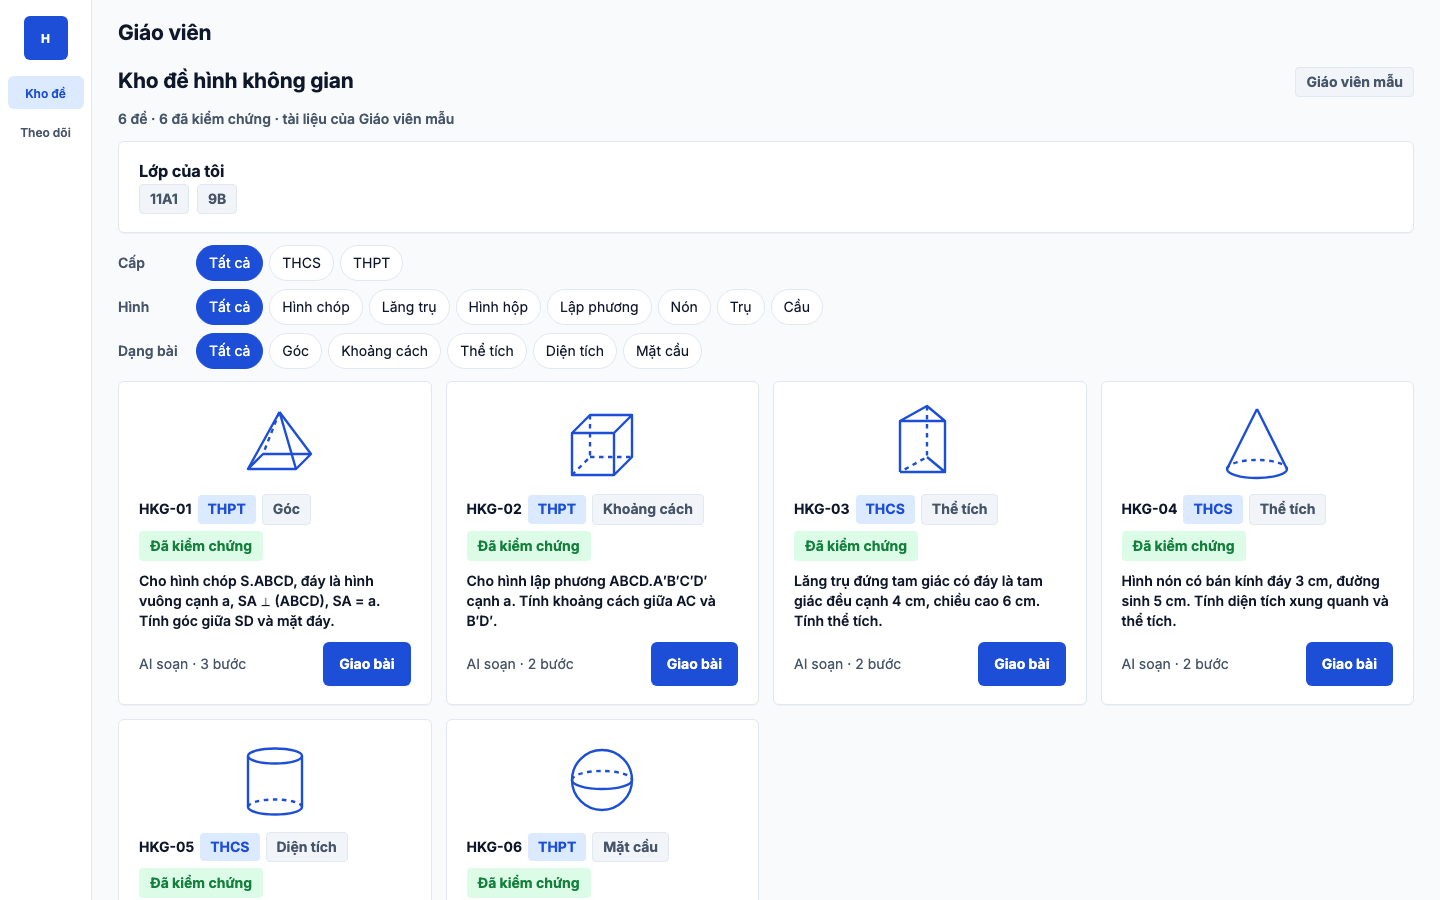 H
Kho đề
Theo dõi
Giáo viên
Kho đề hình không gian
Giáo viên mẫu
6 đề · 6 đã kiểm chứng · tài liệu của Giáo viên mẫu
Lớp của tôi
11A1 9B
Cấp Tất cả THCS THPT
Hình Tất cả Hình chóp Lăng trụ Hình hộp Lập phương Nón Trụ Cầu
Dạng bài Tất cả Góc Khoảng cách Thể tích Diện tích Mặt cầu
HKG-01 THPT Góc
Đã kiểm chứng
Cho hình chóp S.ABCD, đáy là hình
vuông cạnh a, SA ⊥ (ABCD), SA = a.
Tính góc giữa SD và mặt đáy.
AI soạn · 3 bước Giao bài
HKG-02 THPT Khoảng cách
Đã kiểm chứng
Cho hình lập phương ABCD.A′B′C′D′
cạnh a. Tính khoảng cách giữa AC và
B′D′.
AI soạn · 2 bước Giao bài
HKG-03 THCS Thể tích
Đã kiểm chứng
Lăng trụ đứng tam giác có đáy là tam
giác đều cạnh 4 cm, chiều cao 6 cm.
Tính thể tích.
AI soạn · 2 bước Giao bài
HKG-04 THCS Thể tích
Đã kiểm chứng
Hình nón có bán kính đáy 3 cm, đường
sinh 5 cm. Tính diện tích xung quanh và
thể tích.
AI soạn · 2 bước Giao bài
HKG-05 THCS Diện tích
Đã kiểm chứng
HKG-06 THPT Mặt cầu
Đã kiểm chứng